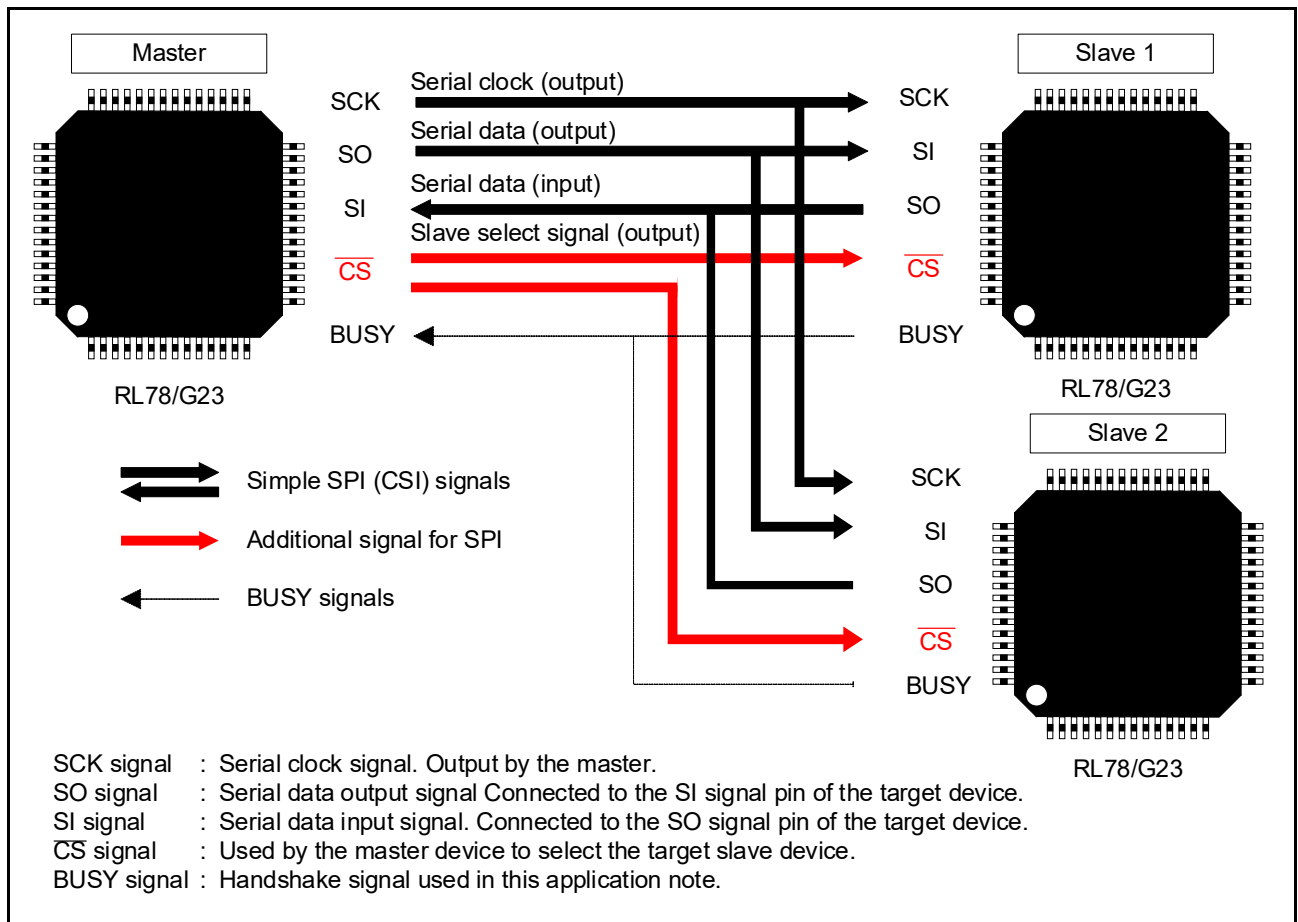 Master
Slave 1
SCK
Serial clock (output)
SCK
SO
Serial data (output)
SI
SI
Serial data (input)
SO
CS
Slave select signal (output)
CS
BUSY
BUSY
RL78/G23
RL78/G23
Slave 2
Simple SPI (CSI) signals
SCK
Additional signal for SPI
SI
BUSY signals
SO
CS
BUSY
RL78/G23
SCK signal : Serial clock signal. Output by the master.
SO signal : Serial data output signal Connected to the SI signal pin of the target device.
SI signal : Serial data input signal. Connected to the SO signal pin of the target device.
CS signal : Used by the master device to select the target slave device.
BUSY signal : Handshake signal used in this application note.